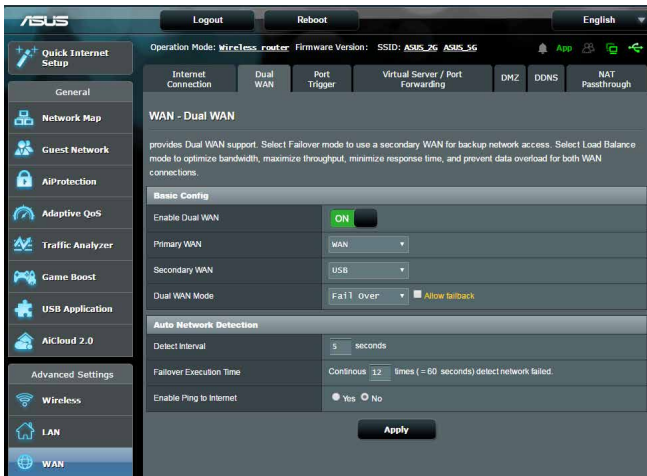 ASUS
Logout
Reboot
English
Quick Internet
Setup
Operation Mode: Wireless router Firmware Version: SSID: ASUS_2G ASUS_5G
App
General
Network Map
Guest Network
AiProtection
Adaptive QoS
Traffic Analyzer
Game Boost
USB Application
AiCloud 2.0
Advanced Settings
Wireless
LAN
WAN
Internet
Connection
Dual
WAN
Port
Trigger
Virtual Server / Port
Forwarding
DMZ
DDNS
NAT
Passthrough
WAN - Dual WAN
provides Dual WAN support. Select Failover mode to use a secondary WAN for backup network access. Select Load Balance
mode to optimize bandwidth, maximize throughput, minimize response time, and prevent data overload for both WAN
connections.
Basic Config
Enable Dual WAN
ON
Primary WAN
WAN
Secondary WAN
USB
Dual WAN Mode
Fail Over
Allow failback
Auto Network Detection
Detect Interval
5 seconds
Failover Execution Time
Continous 12 times ( = 60 seconds) detect network failed.
Enable Ping to Internet
Yes No
Apply